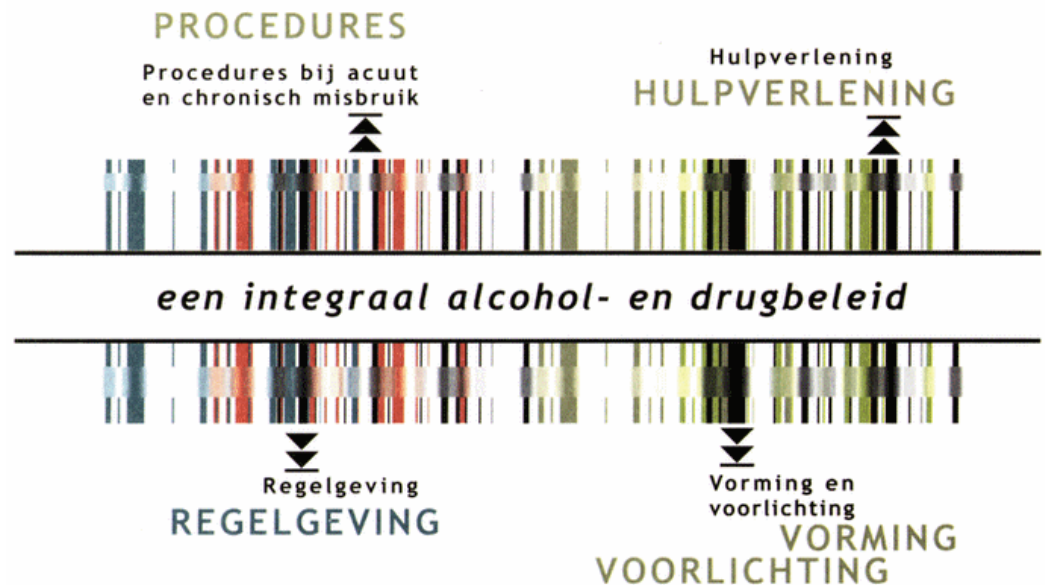 PROCEDURES
Procedures bij acuut
en chronisch misbruik
Hulpverlening
HULPVERLENING
een integraal alcohol- en drugbeleid
Regelgeving
REGELGEVING
Vorming en
voorlichting
VORMING
VOORLICHTING